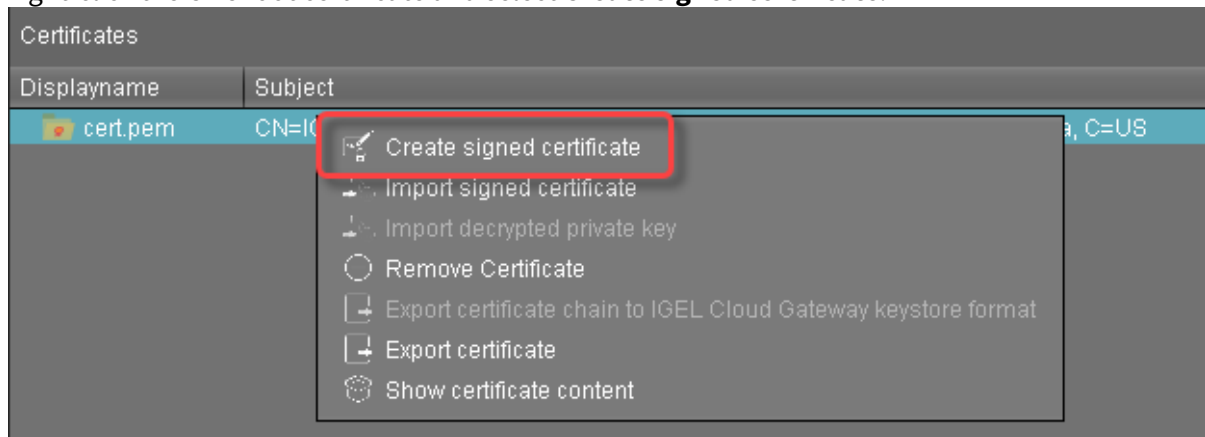 Certificates
Displayname Subject
cert.pem CN=IG a, C=US
Create signed certificate
Import signed certificate
Import decrypted private key
Remove Certificate
Export certificate chain to IGEL Cloud Gateway keystore format
Export certificate
Show certificate content